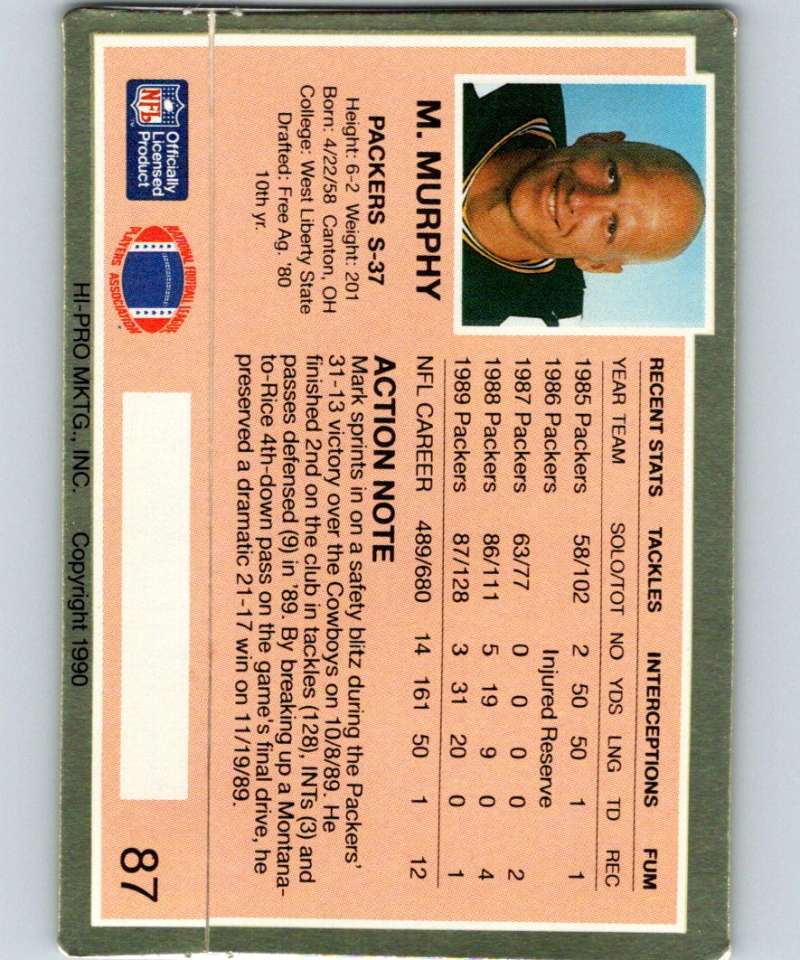 M. MURPHY
PACKERS S-37
Height: 6-2 Weight: 201
Born: 4/22/58 Canton, OH
College: West Liberty State
Drafted: Free Ag. '80
10th yr.
NFL
Officially
Licensed
Product
NATIONAL FOOTBALL LEAGUE
PLAYERS ASSOCIATION
RECENT STATS TACKLES INTERCEPTIONS FUM
YEAR TEAM SOLO/TOT NO YDS LNG TD REC
1985 Packers 58/102 2 50 50 1 1
1986 Packers Injured Reserve
1987 Packers 63/77 0 0 0 0 2
1988 Packers 86/111 5 19 9 0 4
1989 Packers 87/128 3 31 20 0 1
NFL CAREER 489/680 14 161 50 1 12
ACTION NOTE
Mark sprints in on a safety blitz during the Packers'
31-13 victory over the Cowboys on 10/8/89. He
finished 2nd on the club in tackles (128), INTs (3) and
passes defensed (9) in '89. By breaking up a Montana-
to-Rice 4th-down pass on the game's final drive, he
preserved a dramatic 21-17 win on 11/19/89.
87
HI-PRO MKTG., INC. Copyright 1990